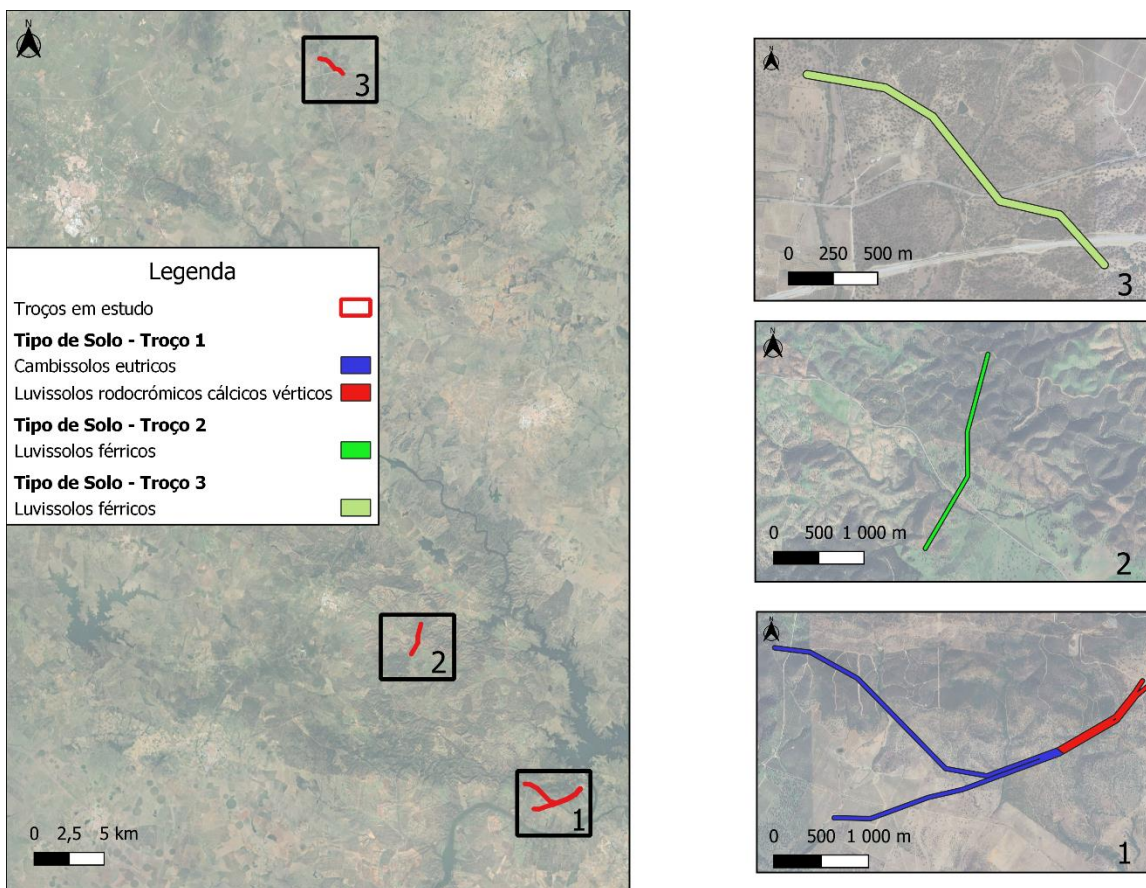 N
3
Legenda
Troços em estudo
Tipo de Solo - Troço 1
Cambissolos eutricos
Luvissolos rodocrómicos cálcicos vérticos
Tipo de Solo - Troço 2
Luvissolos férricos
Tipo de Solo - Troço 3
Luvissolos férricos
2
1
0 2,5 5 km
N
0 250 500 m
3
N
0 500 1 000 m
2
N
0 500 1 000 m
1